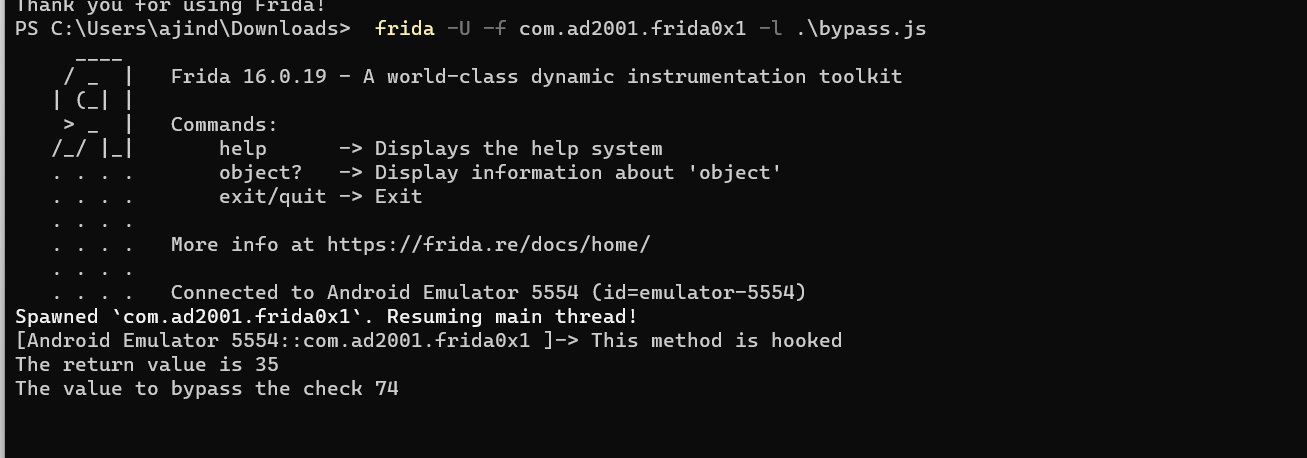 Thank you for using Frida!
PS C:\Users\ajind\Downloads>  frida -U -f com.ad2001.frida0x1 -l .\bypass.js
     ____
    / _  |   Frida 16.0.19 - A world-class dynamic instrumentation toolkit
   | (_| |
    > _  |   Commands:
   /_/ |_|       help      -> Displays the help system
   . . . .       object?   -> Display information about 'object'
   . . . .       exit/quit -> Exit
   . . . .
   . . . .   More info at https://frida.re/docs/home/
   . . . .
   . . . .   Connected to Android Emulator 5554 (id=emulator-5554)
Spawned `com.ad2001.frida0x1`. Resuming main thread!
[Android Emulator 5554::com.ad2001.frida0x1 ]-> This method is hooked
The return value is 35
The value to bypass the check 74